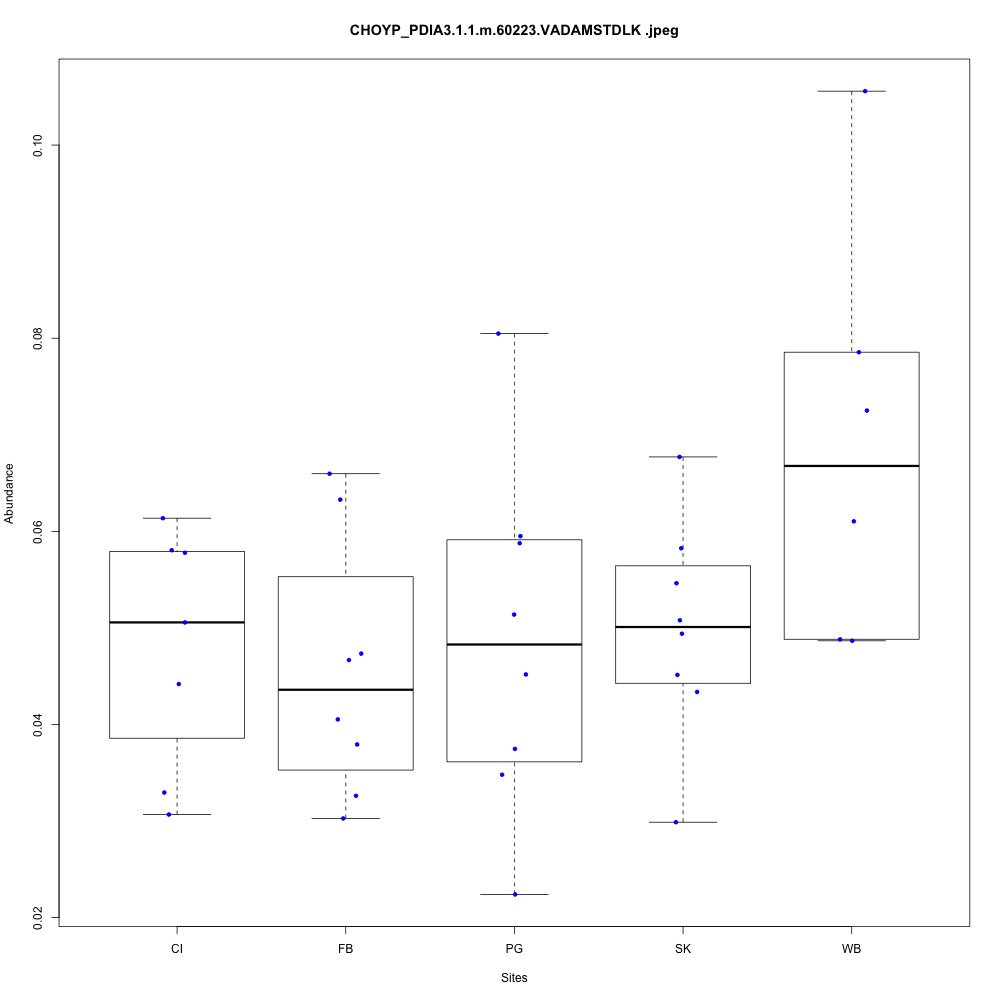 CHOYP_PDIA3.1.1.m.60223.VADAMSTDLK .jpeg
Abundance
0.10
0.08
0.06
0.04
0.02
CI FB PG SK WB
Sites